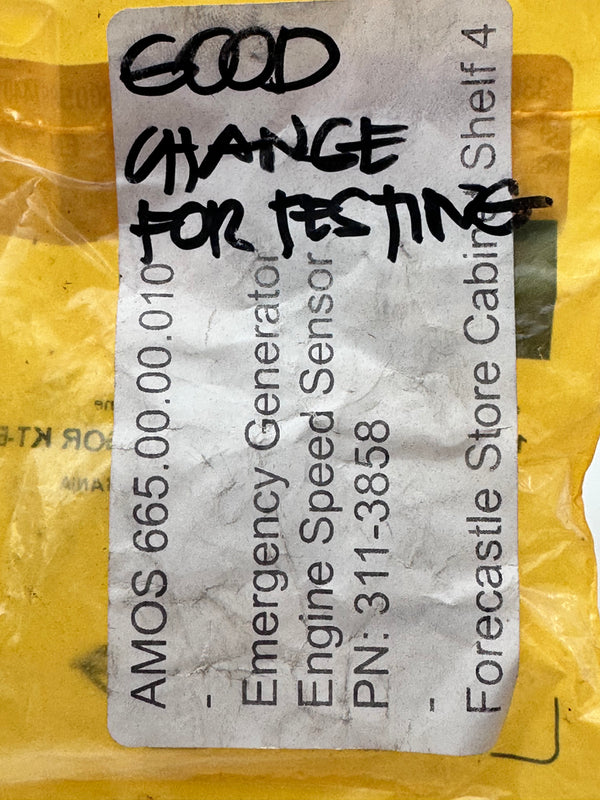 GOOD
CHANGE
FOR TESTING
AMOS 665.00.00.010
-
Emergency Generator
Engine Speed Sensor
PN: 311-3858
-
Forecastle Store Cabinet Shelf 4